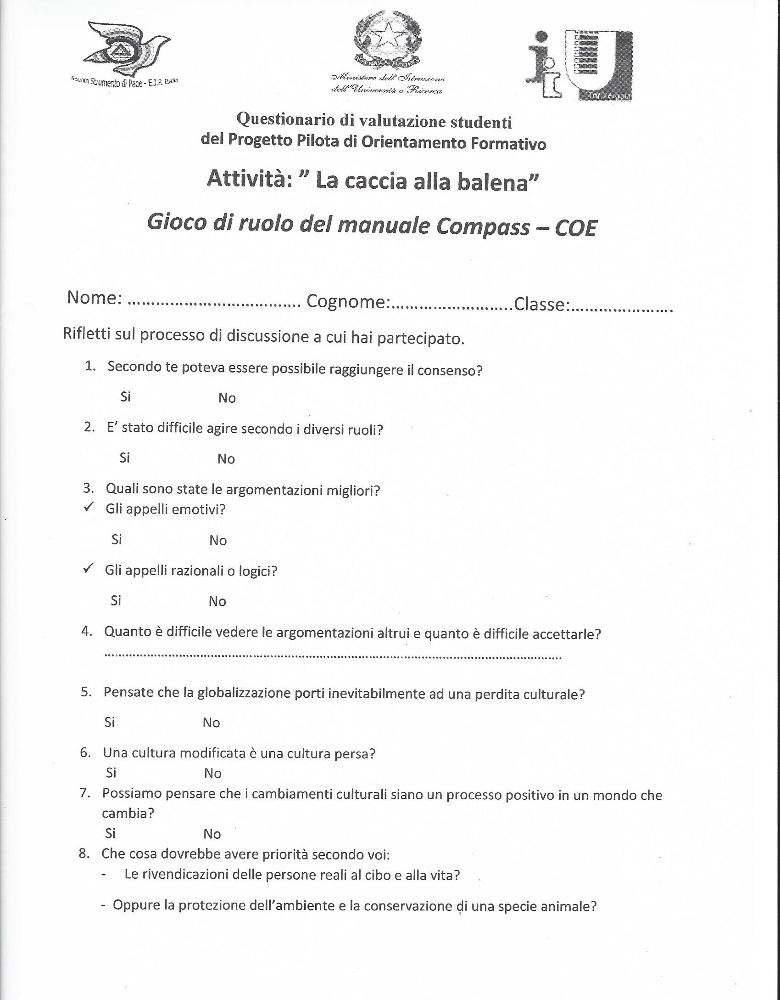 Scuola Strumento di Pace - E.I.P. Italia
REPVBBLICA ITALIANA
Ministero dell' Istruzione
dell'Università e Ricerca
Tor Vergata
Questionario di valutazione studenti
del Progetto Pilota di Orientamento Formativo
Attività: ” La caccia alla balena”
Gioco di ruolo del manuale Compass – COE
Nome: ..................................... Cognome:..........................Classe:......................
Rifletti sul processo di discussione a cui hai partecipato.
1. Secondo te poteva essere possibile raggiungere il consenso?
Si No
2. E’ stato difficile agire secondo i diversi ruoli?
Si No
3. Quali sono state le argomentazioni migliori?
✓ Gli appelli emotivi?
Si No
✓ Gli appelli razionali o logici?
Si No
4. Quanto è difficile vedere le argomentazioni altrui e quanto è difficile accettarle?
..............................................................................................................................
5. Pensate che la globalizzazione porti inevitabilmente ad una perdita culturale?
Si No
6. Una cultura modificata è una cultura persa?
Si No
7. Possiamo pensare che i cambiamenti culturali siano un processo positivo in un mondo che
cambia?
Si No
8. Che cosa dovrebbe avere priorità secondo voi:
- Le rivendicazioni delle persone reali al cibo e alla vita?
- Oppure la protezione dell’ambiente e la conservazione di una specie animale?